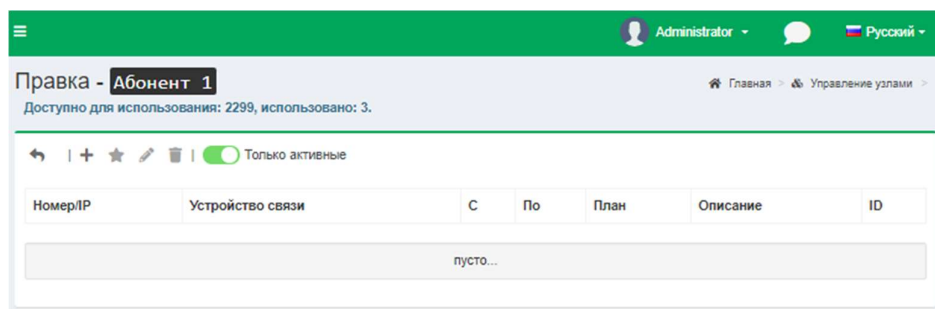 Administrator
Русский
Правка - Абонент 1
Главная > Управление узлами >
Доступно для использования: 2299, использовано: 3.
Только активные
Номер/IP Устройство связи С По План Описание ID
пусто...